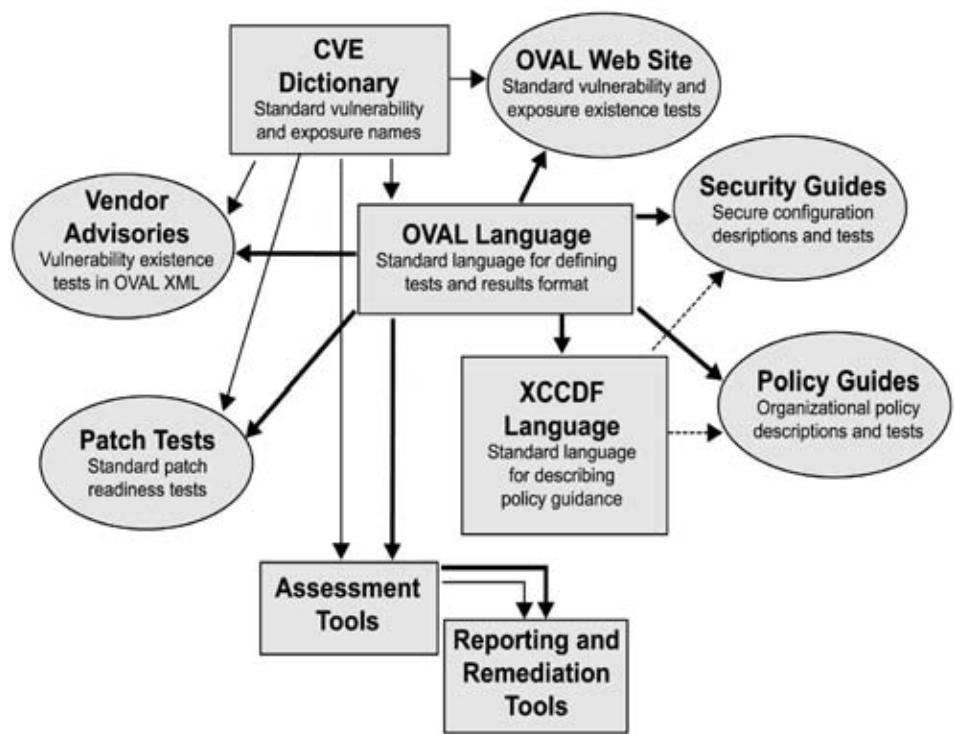 CVE
Dictionary
Standard vulnerability
and exposure names
OVAL Web Site
Standard vulnerability and
exposure existence tests
Vendor
Advisories
Vulnerability existence
tests in OVAL XML
OVAL Language
Standard language for defining
tests and results format
Security Guides
Secure configuration
desriptions and tests
Patch Tests
Standard patch
readiness tests
XCCDF
Language
Standard language
for describing
policy guidance
Policy Guides
Organizational policy
descriptions and tests
Assessment
Tools
Reporting and
Remediation
Tools